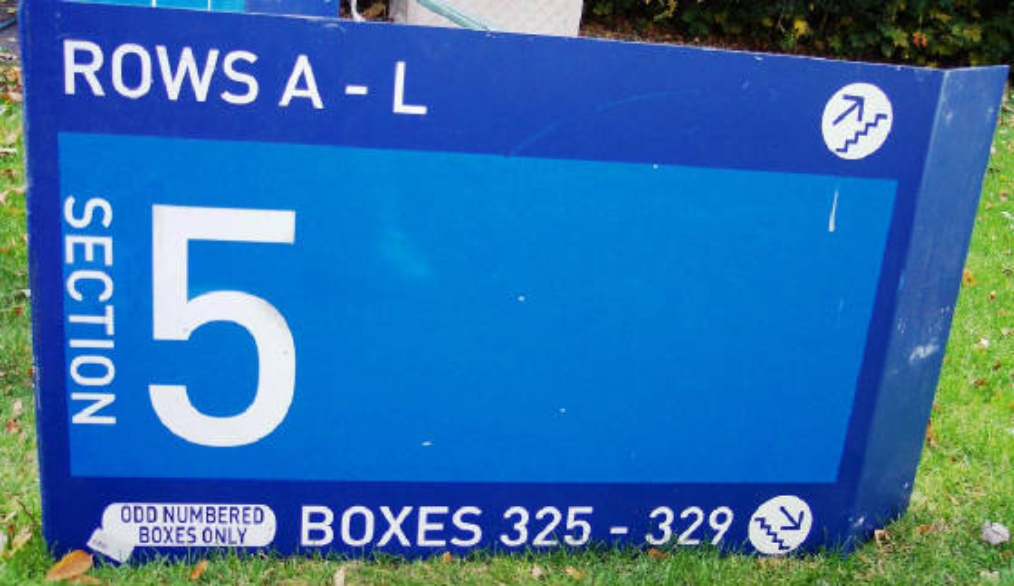 ROWS A - L
SECTION
5
ODD NUMBERED
BOXES ONLY
BOXES 325 - 329